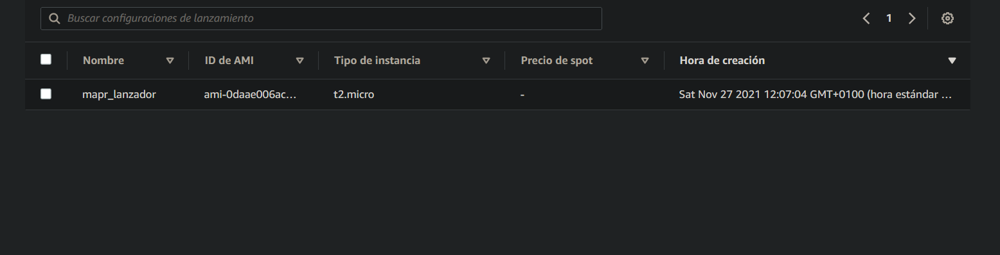 Buscar configuraciones de lanzamiento 1
Nombre ID de AMI Tipo de instancia Precio de spot Hora de creación
mapr_lanzador ami-0daae006ac... t2.micro - Sat Nov 27 2021 12:07:04 GMT+0100 (hora estándar ...